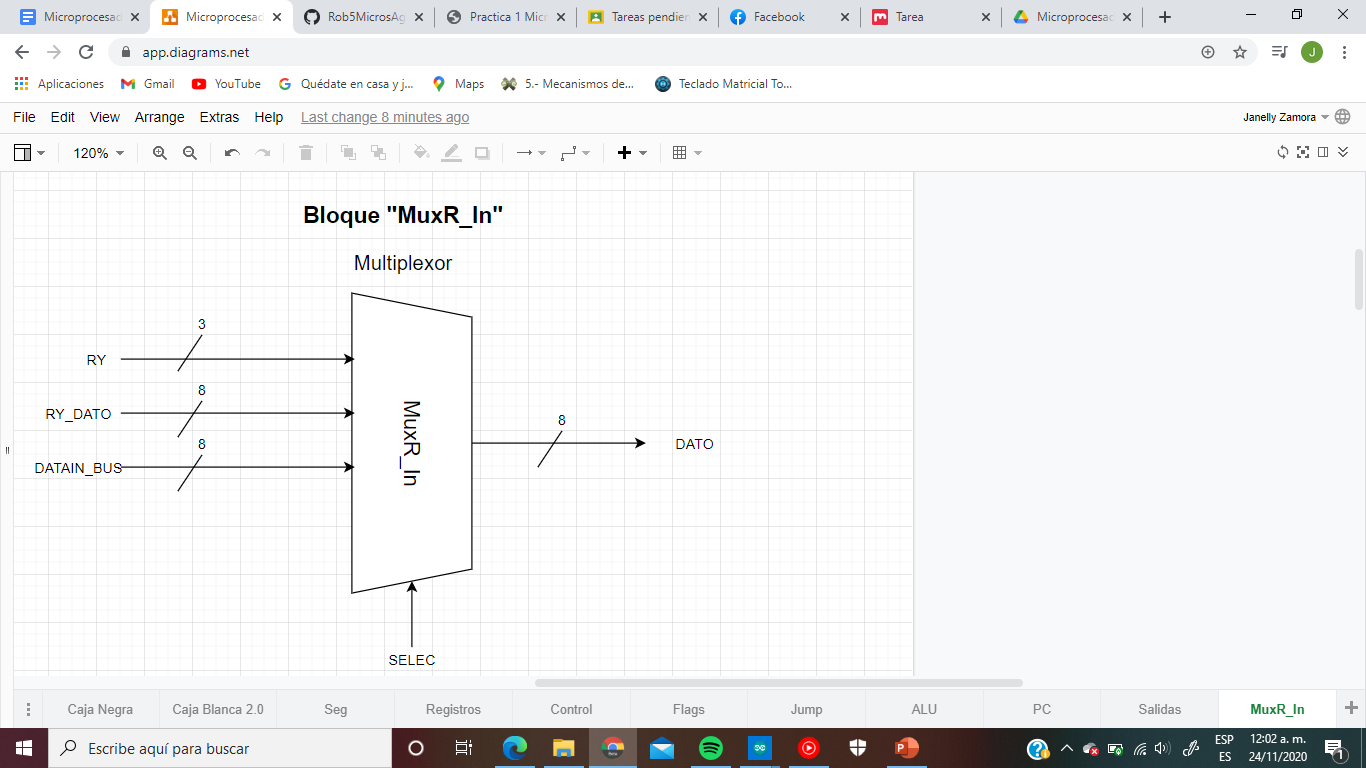 Microprocesad
Microprocesad
Rob5MicrosAg
Practica 1 Micr
Tareas pendien
Facebook
Tarea
Microprocesad
app.diagrams.net
J
Aplicaciones
Gmail
YouTube
Quédate en casa y j...
Maps
5.- Mecanismos de...
Teclado Matricial To...
File Edit View Arrange Extras Help Last change 8 minutes ago
Janelly Zamora
120%
Bloque "MuxR_In"
Multiplexor
3
RY
8
RY_DATO
8
DATAIN_BUS
MuxR_In
8
DATO
SELEC
Caja Negra
Caja Blanca 2.0
Seg
Registros
Control
Flags
Jump
ALU
PC
Salidas
MuxR_In
Escribe aquí para buscar
ESP
ES
12:02 a. m.
24/11/2020
1